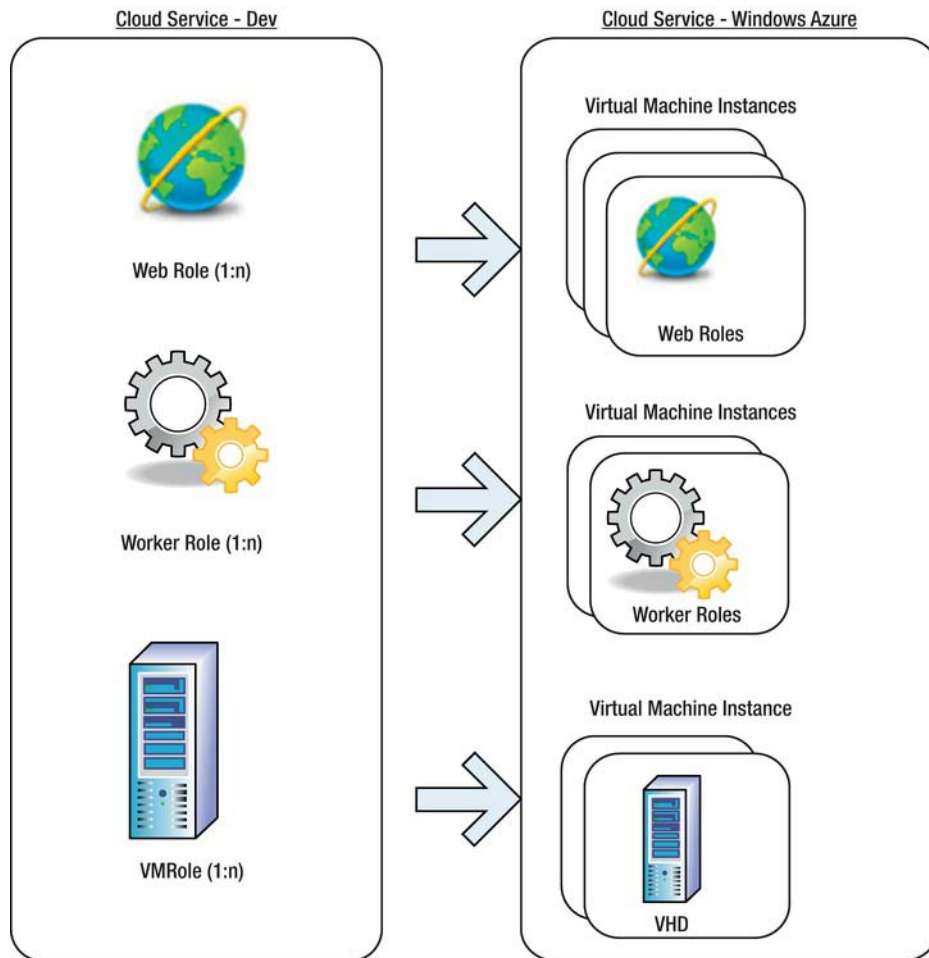 Cloud Service - Dev
Cloud Service - Windows Azure
Virtual Machine Instances
Web Role (1:n)
Web Roles
Virtual Machine Instances
Worker Role (1:n)
Worker Roles
Virtual Machine Instance
VMRole (1:n)
VHD